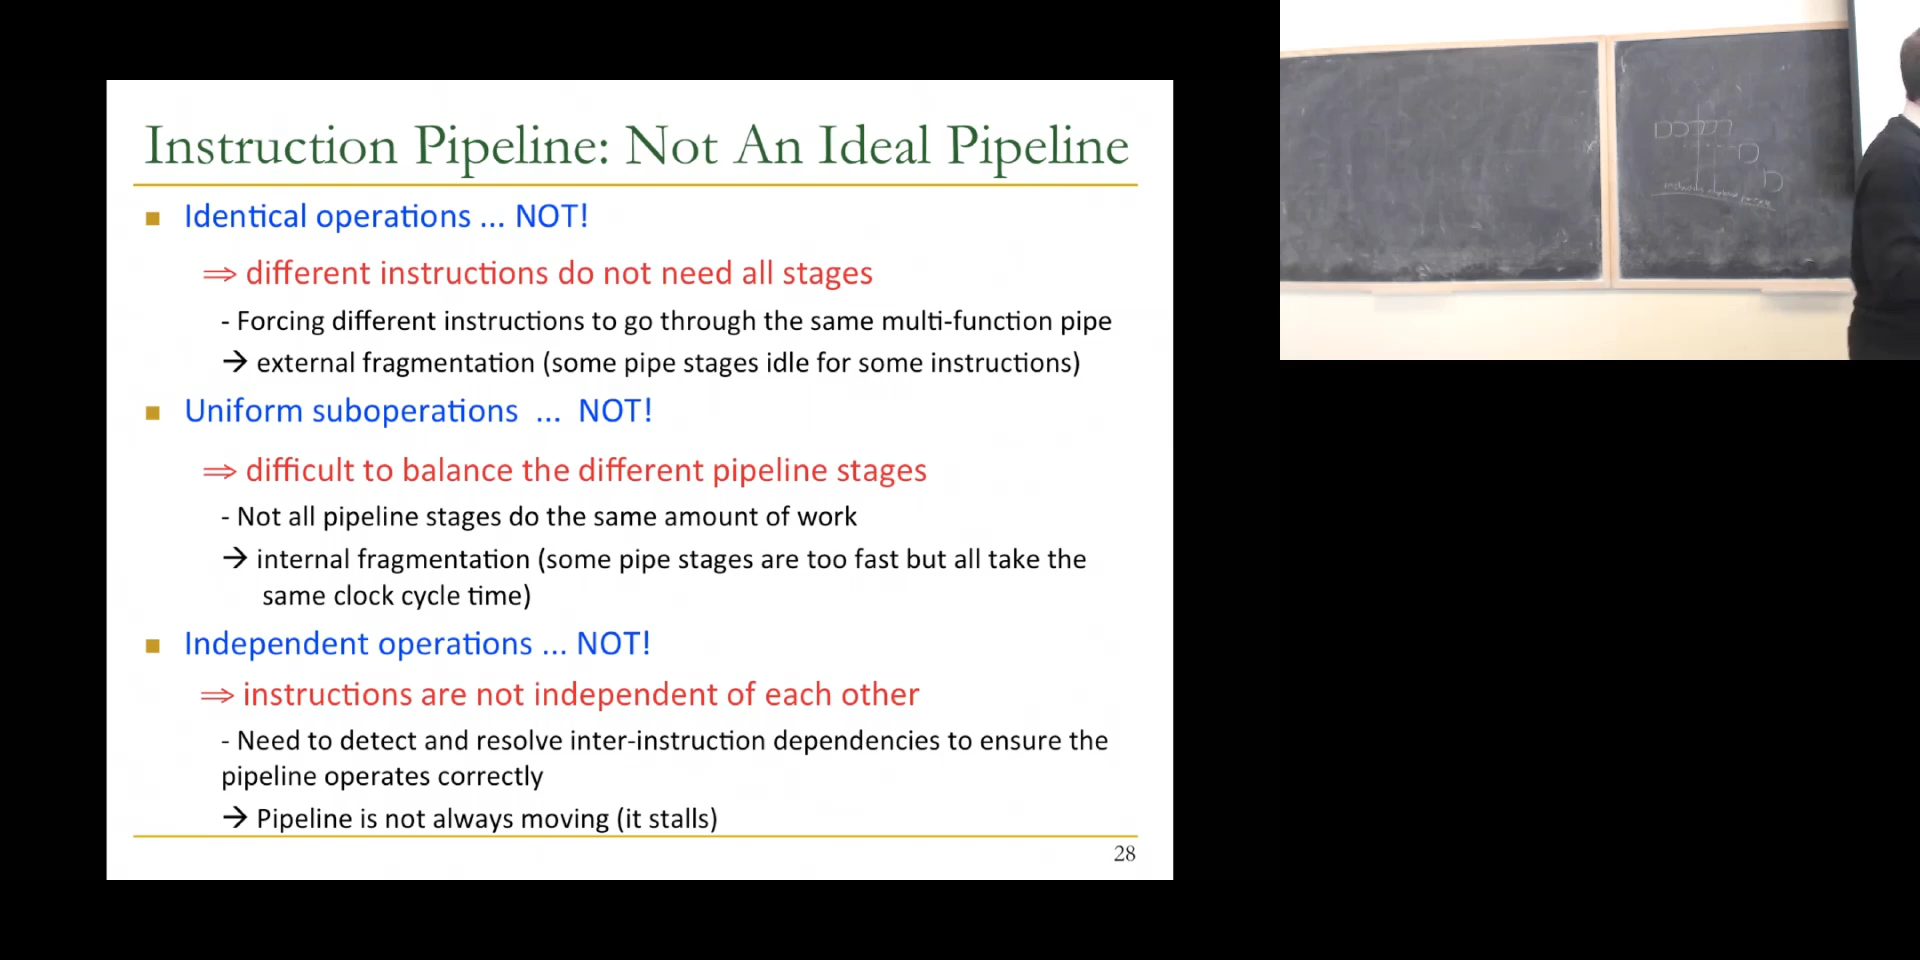 Instruction Pipeline: Not An Ideal Pipeline
■ Identical operations ... NOT!
⇒ different instructions do not need all stages
- Forcing different instructions to go through the same multi-function pipe
→ external fragmentation (some pipe stages idle for some instructions)
■ Uniform suboperations ... NOT!
⇒ difficult to balance the different pipeline stages
- Not all pipeline stages do the same amount of work
→ internal fragmentation (some pipe stages are too fast but all take the
same clock cycle time)
■ Independent operations ... NOT!
⇒ instructions are not independent of each other
- Need to detect and resolve inter-instruction dependencies to ensure the
pipeline operates correctly
→ Pipeline is not always moving (it stalls)
28